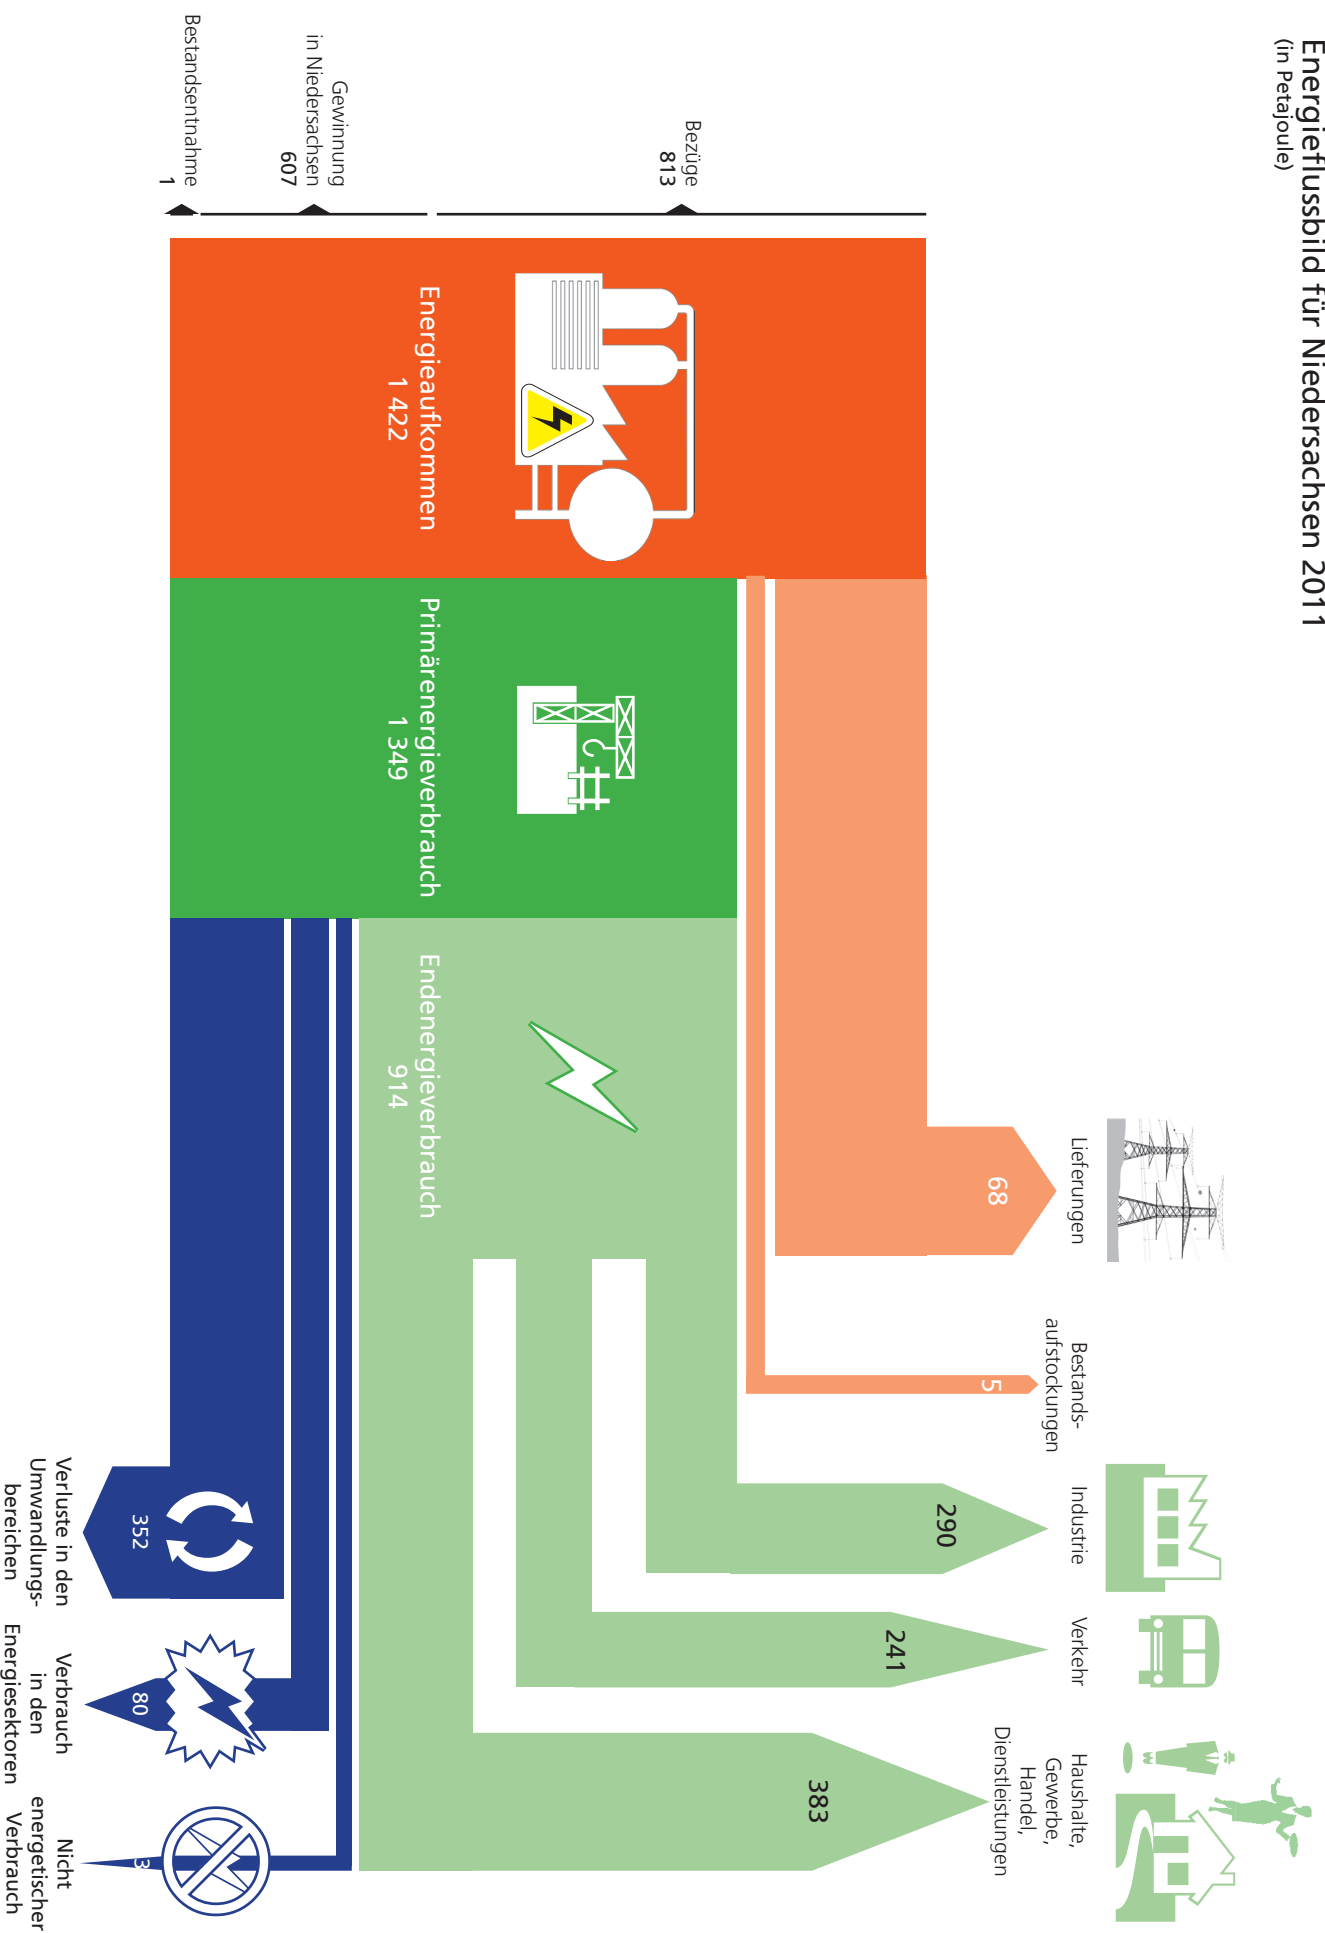 Energieflussbild für Niedersachsen 2011
(in Petajoule)
Bezüge
813
Gewinnung
in Niedersachsen
607
Bestandsentnahme
1
Energieaufkommen
1 422
Primärenergieverbrauch
1 349
Endenergieverbrauch
914
Lieferungen
68
Bestands-
aufstockungen
5
Industrie
290
Verkehr
241
Haushalte,
Gewerbe,
Handel,
Dienstleistungen
383
352
Verluste in den
Umwandlungs-
bereichen
80
Verbrauch
in den
Energiesektoren
3
Nicht
energetischer
Verbrauch